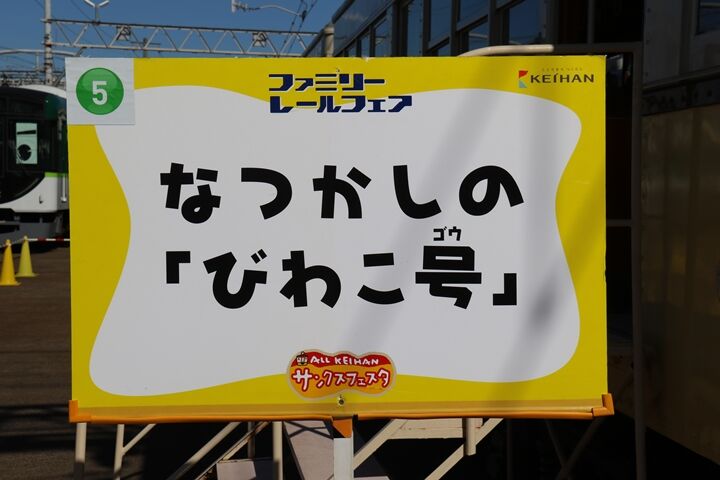 5
ファミリー
レールフェア
KEIHAN
なつかしの
ゴウ
「びわこ号」
ALL KEIHAN
サンクスフェスタ